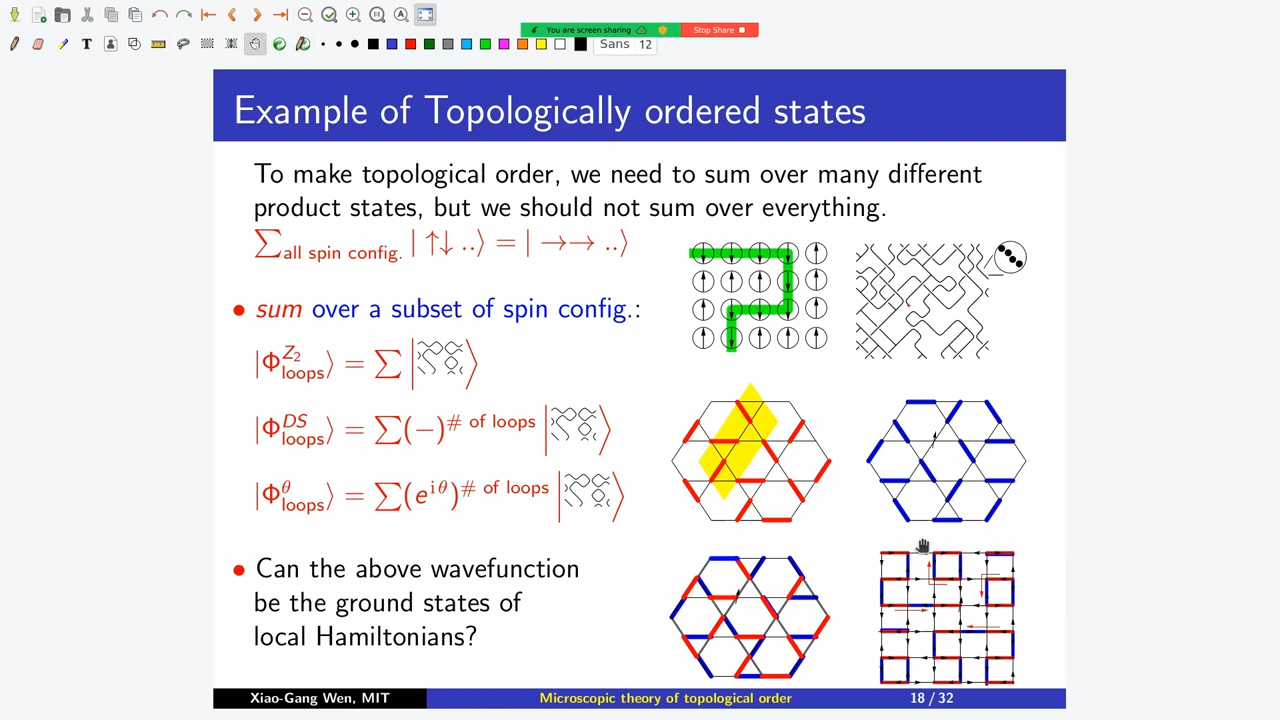 You are screen sharing
Stop Share
Sans 12
Example of Topologically ordered states
To make topological order, we need to sum over many different
product states, but we should not sum over everything.
∑all spin config. | ↑↓ ..⟩ = | →→ ..⟩
• sum over a subset of spin config.:
|Φ^{Z_2}_{loops}⟩ = ∑ | ⟩
|Φ^{DS}_{loops}⟩ = ∑(−)^{# of loops} | ⟩
|Φ^{θ}_{loops}⟩ = ∑(e^{iθ})^{# of loops} | ⟩
• Can the above wavefunction
be the ground states of
local Hamiltonians?
Xiao-Gang Wen, MIT
Microscopic theory of topological order
18 / 32